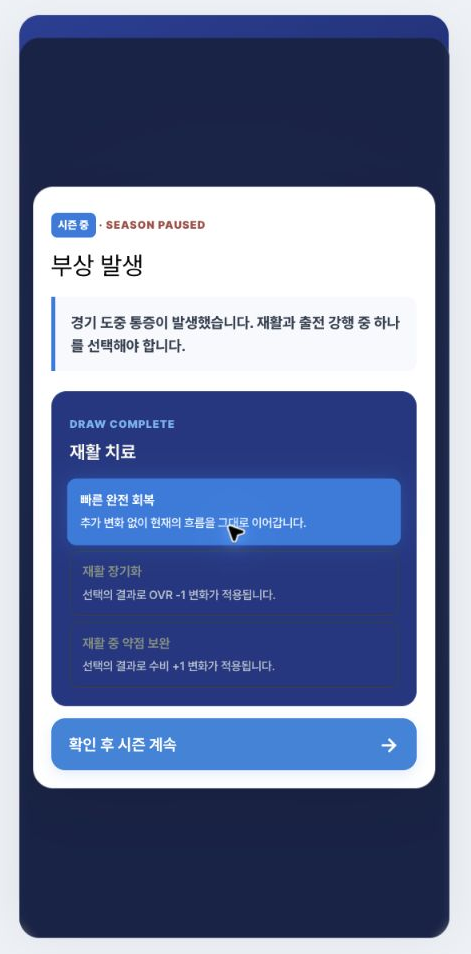 시즌 중 · SEASON PAUSED
부상 발생
경기 도중 통증이 발생했습니다. 재활과 출전 강행 중 하나
를 선택해야 합니다.
DRAW COMPLETE
재활 치료
빠른 완전 회복
추가 변화 없이 현재의 흐름을 그대로 이어갑니다.
재활 장기화
선택의 결과로 OVR -1 변화가 적용됩니다.
재활 중 약점 보완
선택의 결과로 수비 +1 변화가 적용됩니다.
확인 후 시즌 계속 →